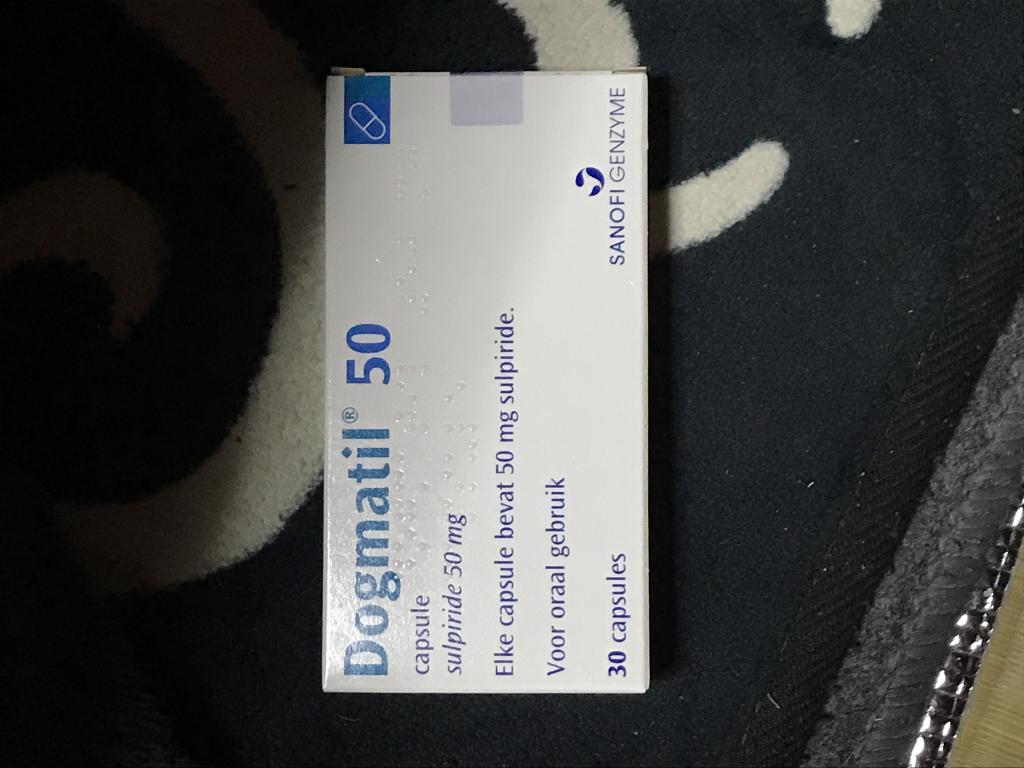 Dogmatil® 50
capsule
sulpiride 50 mg
Elke capsule bevat 50 mg sulpiride.
Voor oraal gebruik
30 capsules
SANOFI GENZYME